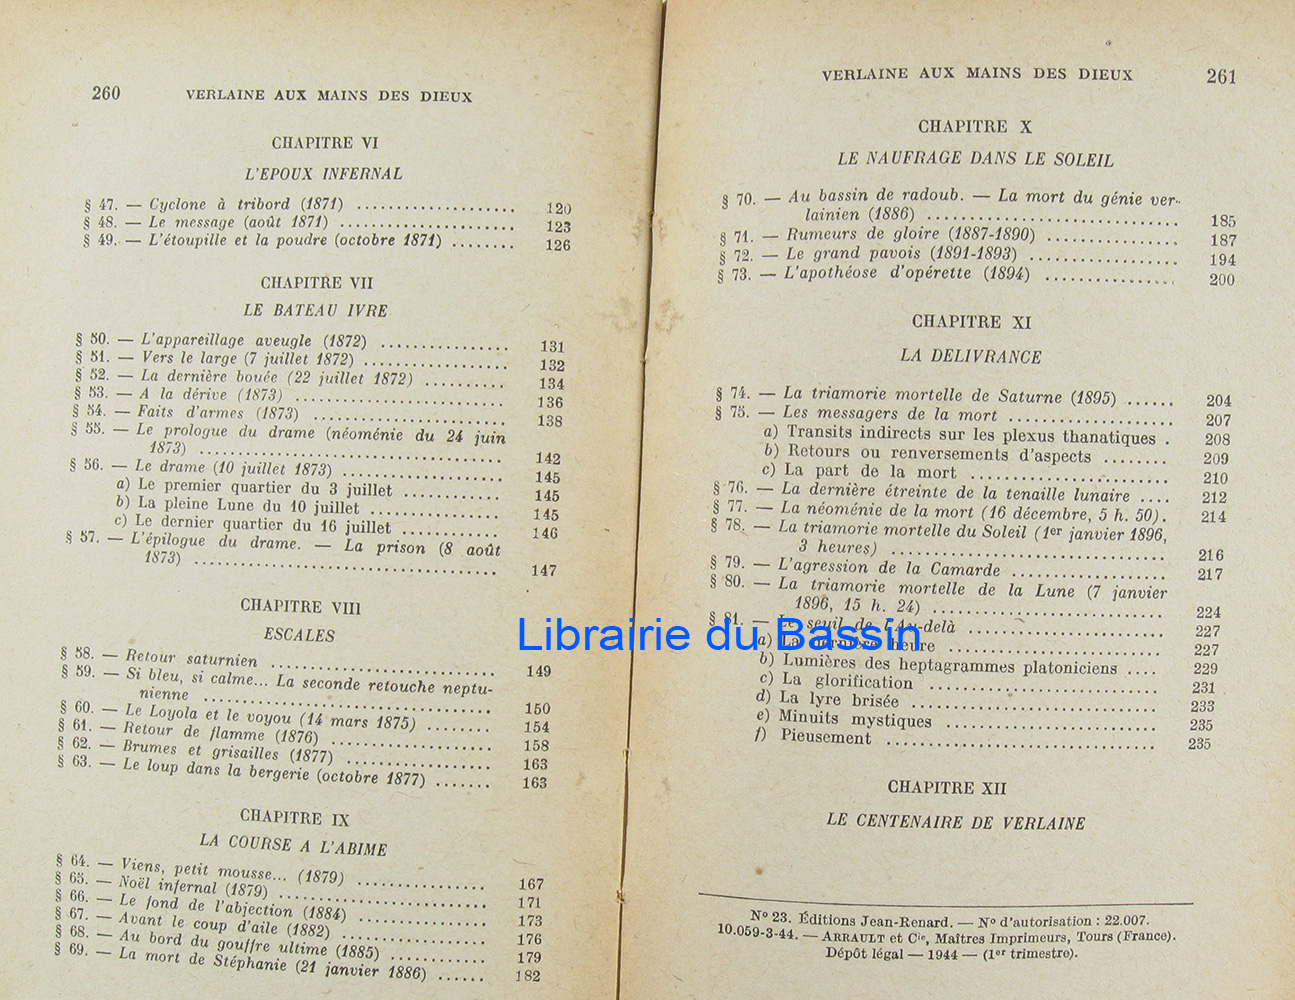 260 VERLAINE AUX MAINS DES DIEUX
CHAPITRE VI
L'EPOUX INFERNAL
§ 47. — Cyclone à tribord (1871) .................... 120
§ 48. — Le message (août 1871) ...................... 123
§ 49. — L'étoupille et la poudre (octobre 1871) ........ 126
CHAPITRE VII
LE BATEAU IVRE
§ 50. — L'appareillage aveugle (1872) ................ 131
§ 51. — Vers le large (7 juillet 1872) .................. 132
§ 52. — La dernière bouée (22 juillet 1872) .......... 134
§ 53. — A la dérive (1873) .......................... 136
§ 54. — Faits d'armes (1873) ........................ 138
§ 55. — Le prologue du drame (néoménie du 24 juin
1873) ...................................... 142
§ 56. — Le drame (10 juillet 1873) .................... 145
a) Le premier quartier du 3 juillet ............ 145
b) La pleine Lune du 10 juillet ................ 145
c) Le dernier quartier du 16 juillet ............ 146
§ 57. — L'épilogue du drame. — La prison (8 août
1873) ...................................... 147
CHAPITRE VIII
ESCALES
§ 58. — Retour saturnien ............................ 149
§ 59. — Si bleu, si calme... La seconde retouche neptu-
nienne ...................................... 150
§ 60. — Le Loyola et le voyou (14 mars 1875) ........ 154
§ 61. — Retour de flamme (1876) .................... 158
§ 62. — Brumes et grisailles (1877) .................. 163
§ 63. — Le loup dans la bergerie (octobre 1877) ....... 163
CHAPITRE IX
LA COURSE A L'ABIME
§ 64. — Viens, petit mousse... (1879) ................ 167
§ 65. — Noël infernal (1879) ........................ 171
§ 66. — Le fond de l'abjection (1884) ................ 173
§ 67. — Avant le coup d'aile (1882) .................. 176
§ 68. — Au bord du gouffre ultime (1885) ............ 179
§ 69. — La mort de Stéphanie (21 janvier 1886) ...... 182
VERLAINE AUX MAINS DES DIEUX 261
CHAPITRE X
LE NAUFRAGE DANS LE SOLEIL
§ 70. — Au bassin de radoub. — La mort du génie ver-
lainien (1886) .............................. 185
§ 71. — Rumeurs de gloire (1887-1890) ................ 187
§ 72. — Le grand pavois (1891-1893) .................. 194
§ 73. — L'apothéose d'opérette (1894) ................ 200
CHAPITRE XI
LA DELIVRANCE
§ 74. — La triamorie mortelle de Saturne (1895) ...... 204
§ 75. — Les messagers de la mort .................... 207
a) Transits indirects sur les plexus thanatiques . 208
b) Retours ou renversements d'aspects ........ 209
c) La part de la mort ........................ 210
§ 76. — La dernière étreinte de la tenaille lunaire .... 212
§ 77. — La néoménie de la mort (16 décembre, 5 h. 50). 214
§ 78. — La triamorie mortelle du Soleil (1er janvier 1896,
3 heures) .................................. 216
§ 79. — L'agression de la Camarde .................... 217
§ 80. — La triamorie mortelle de la Lune (7 janvier
1896, 15 h. 24) ............................ 224
§ 81. — Le seuil de l'Au-delà ........................ 227
Librairie du Bassin
a) La dernière heure .......................... 227
b) Lumières des heptagrammes platoniciens .... 229
c) La glorification ............................ 231
d) La lyre brisée .............................. 233
e) Minuits mystiques .......................... 235
f) Pieusement ................................ 235
CHAPITRE XII
LE CENTENAIRE DE VERLAINE
N° 23. Éditions Jean-Renard. — N° d'autorisation : 22.007.
10.059-3-44. — ARRAULT et Cie, Maîtres Imprimeurs, Tours (France).
Dépôt légal — 1944 — (1er trimestre).